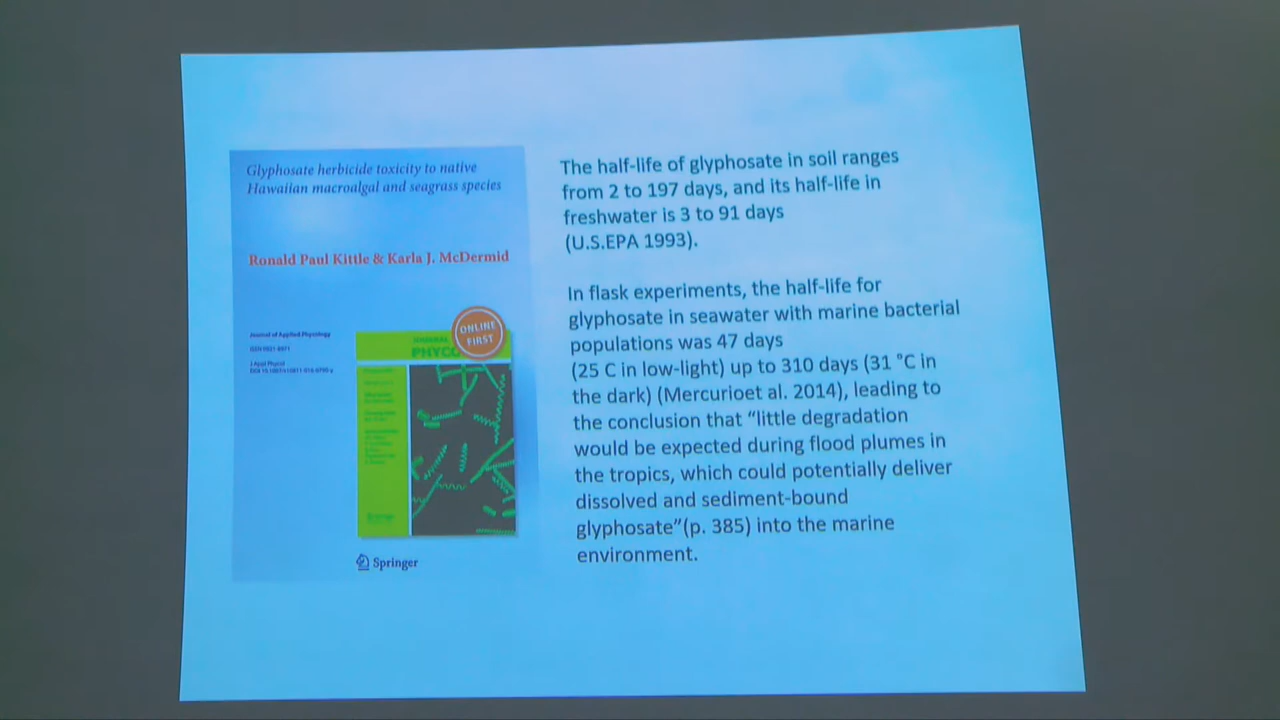 Glyphosate herbicide toxicity to native
Hawaiian macroalgal and seagrass species
Ronald Paul Kittle & Karla J. McDermid
Journal of Applied Phycology
ONLINE
FIRST
PHYCO
Springer
The half-life of glyphosate in soil ranges
from 2 to 197 days, and its half-life in
freshwater is 3 to 91 days
(U.S.EPA 1993).
In flask experiments, the half-life for
glyphosate in seawater with marine bacterial
populations was 47 days
(25 C in low-light) up to 310 days (31 °C in
the dark) (Mercurioet al. 2014), leading to
the conclusion that “little degradation
would be expected during flood plumes in
the tropics, which could potentially deliver
dissolved and sediment-bound
glyphosate”(p. 385) into the marine
environment.